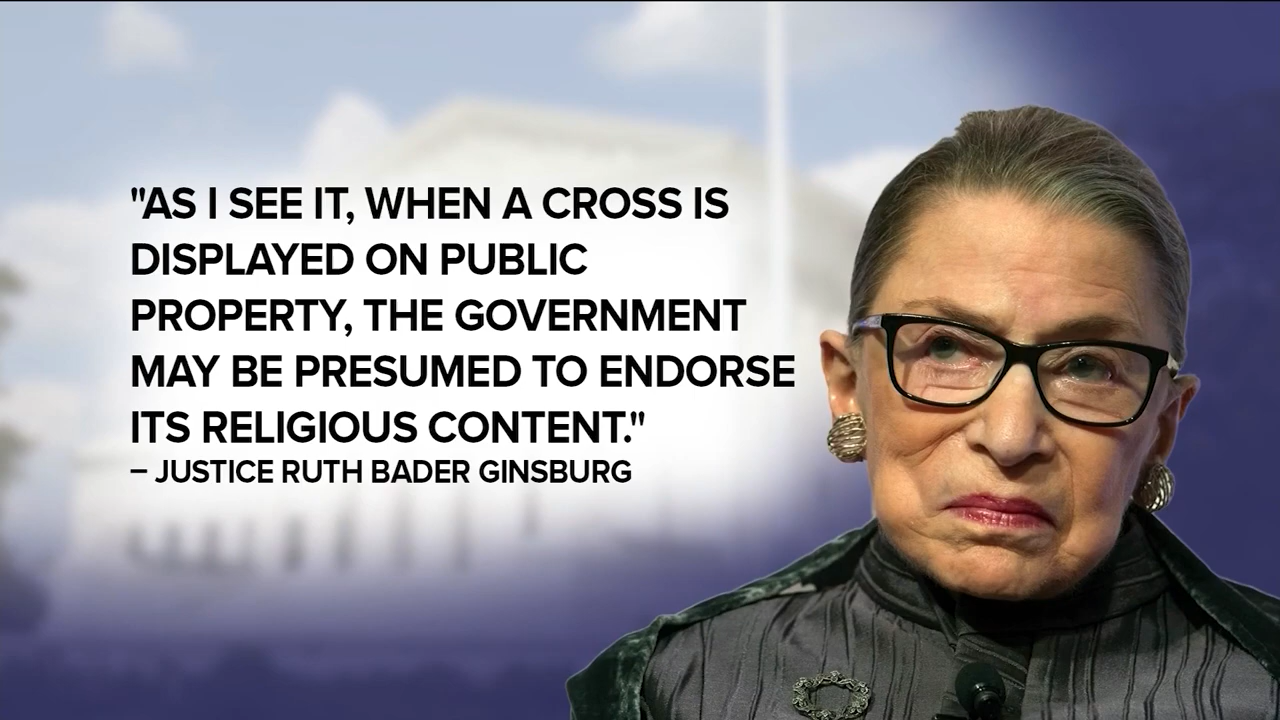 "AS I SEE IT, WHEN A CROSS IS
DISPLAYED ON PUBLIC
PROPERTY, THE GOVERNMENT
MAY BE PRESUMED TO ENDORSE
ITS RELIGIOUS CONTENT."
– JUSTICE RUTH BADER GINSBURG